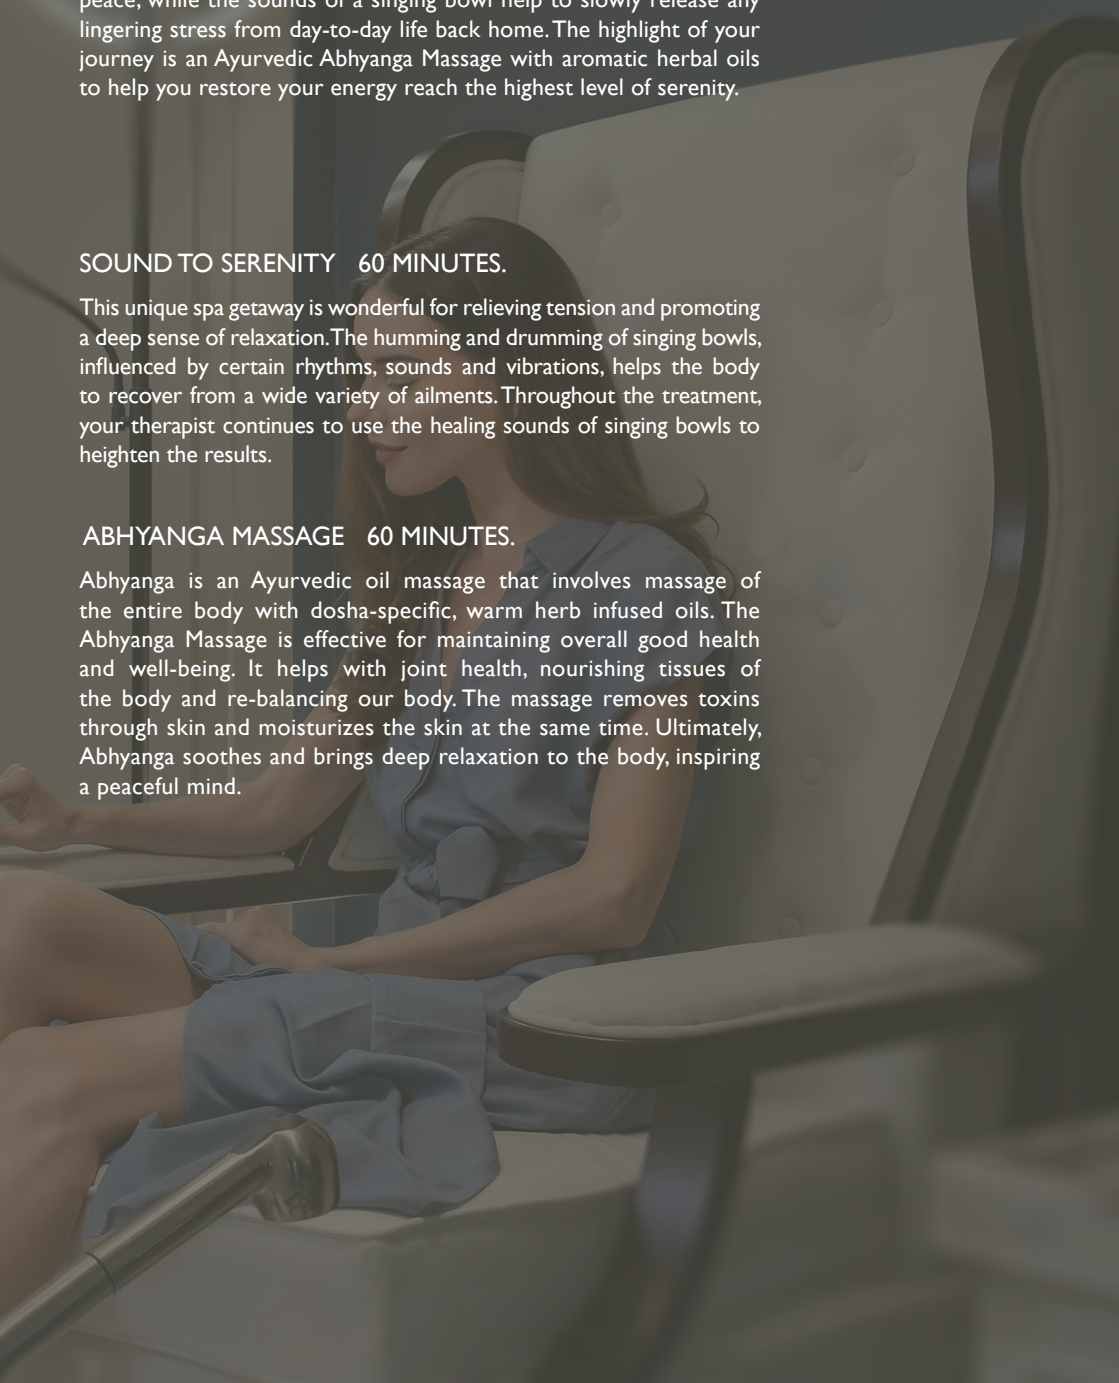 peace, while the sounds of a singing bowl help to slowly release any
lingering stress from day-to-day life back home. The highlight of your
journey is an Ayurvedic Abhyanga Massage with aromatic herbal oils
to help you restore your energy reach the highest level of serenity.
SOUND TO SERENITY 60 MINUTES.
This unique spa getaway is wonderful for relieving tension and promoting
a deep sense of relaxation. The humming and drumming of singing bowls,
influenced by certain rhythms, sounds and vibrations, helps the body
to recover from a wide variety of ailments. Throughout the treatment,
your therapist continues to use the healing sounds of singing bowls to
heighten the results.
ABHYANGA MASSAGE 60 MINUTES.
Abhyanga is an Ayurvedic oil massage that involves massage of
the entire body with dosha-specific, warm herb infused oils. The
Abhyanga Massage is effective for maintaining overall good health
and well-being. It helps with joint health, nourishing tissues of
the body and re-balancing our body. The massage removes toxins
through skin and moisturizes the skin at the same time. Ultimately,
Abhyanga soothes and brings deep relaxation to the body, inspiring
a peaceful mind.